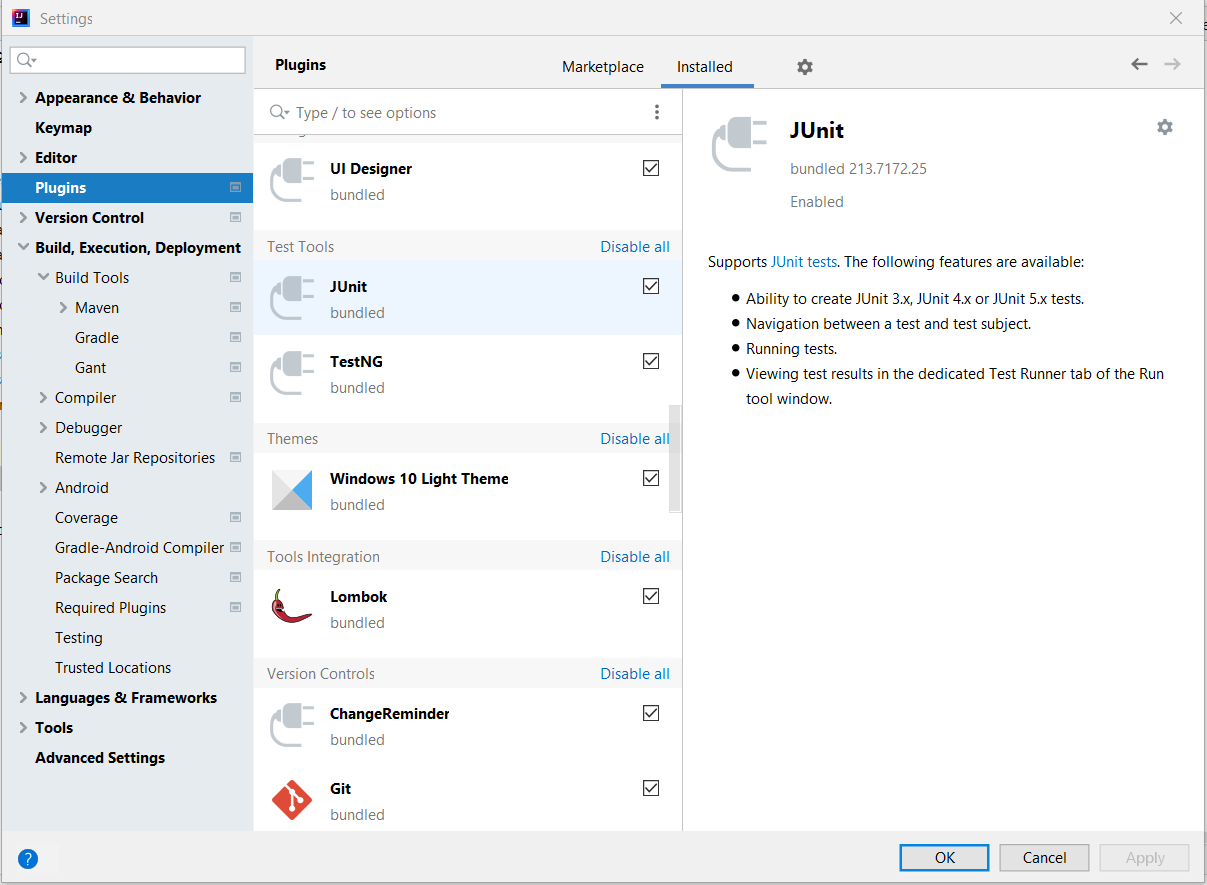 Settings
Plugins
Marketplace
Installed
Appearance & Behavior
Keymap
Editor
Plugins
Version Control
Build, Execution, Deployment
Build Tools
Maven
Gradle
Gant
Compiler
Debugger
Remote Jar Repositories
Android
Coverage
Gradle-Android Compiler
Package Search
Required Plugins
Testing
Trusted Locations
Languages & Frameworks
Tools
Advanced Settings
Type / to see options
UI Designer
bundled
Test Tools Disable all
JUnit
bundled
TestNG
bundled
Themes Disable all
Windows 10 Light Theme
bundled
Tools Integration Disable all
Lombok
bundled
Version Controls Disable all
ChangeReminder
bundled
Git
bundled
JUnit
bundled 213.7172.25
Enabled
Supports JUnit tests. The following features are available:
Ability to create JUnit 3.x, JUnit 4.x or JUnit 5.x tests.
Navigation between a test and test subject.
Running tests.
Viewing test results in the dedicated Test Runner tab of the Run
tool window.
?
OK
Cancel
Apply